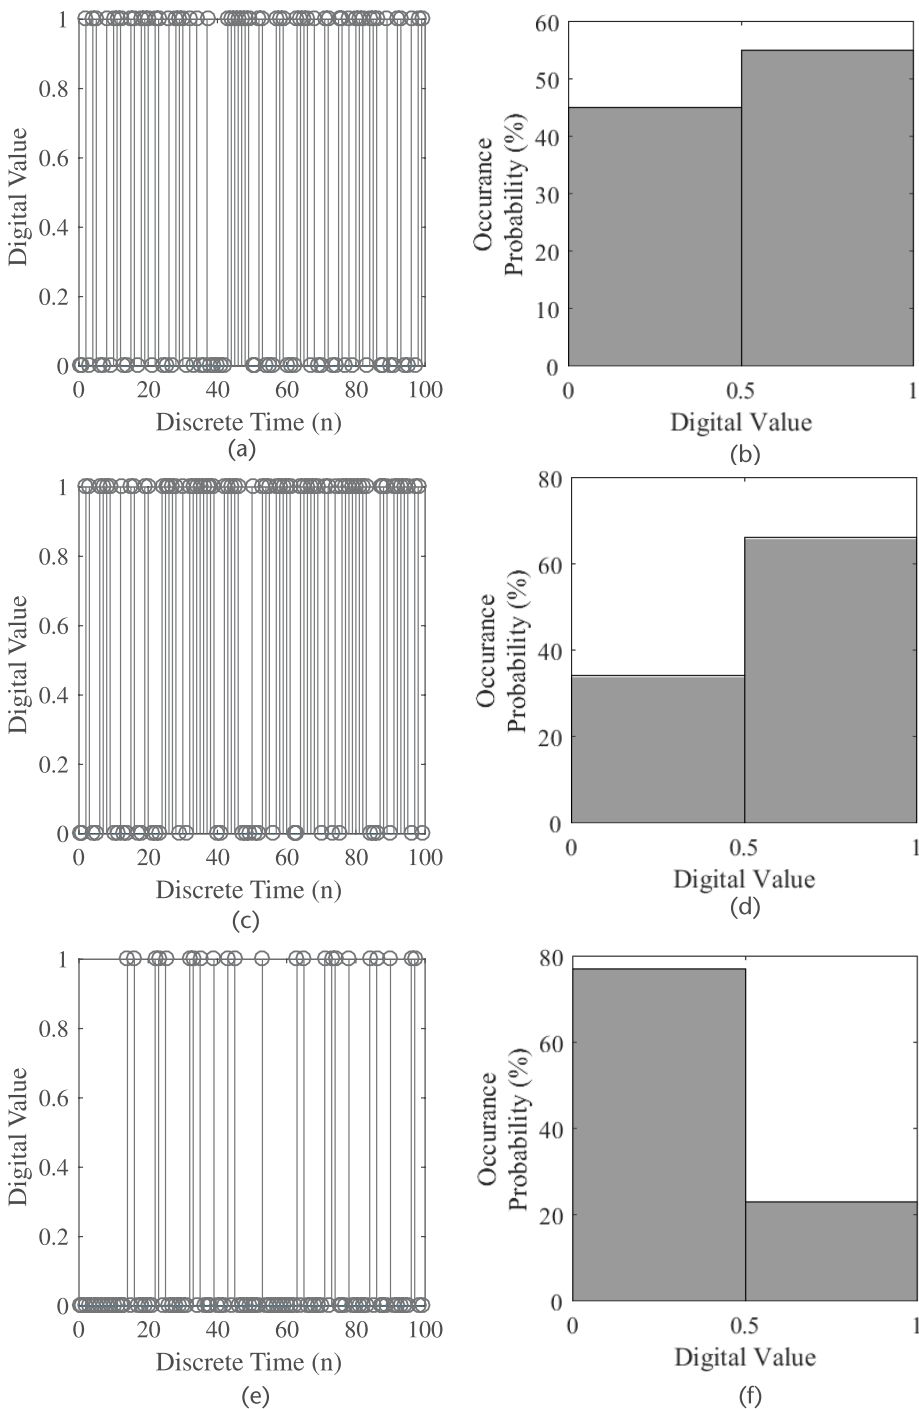 1
0.8
0.6
0.4
0.2
0
Digital Value
0 20 40 60 80 100
Discrete Time (n)
(a)
60
50
40
30
20
10
0
Occurance
Probability (%)
0 0.5 1
Digital Value
(b)
1
0.8
0.6
0.4
0.2
0
Digital Value
0 20 40 60 80 100
Discrete Time (n)
(c)
80
60
40
20
0
Occurance
Probability (%)
0 0.5 1
Digital Value
(d)
1
0.8
0.6
0.4
0.2
0
Digital Value
0 20 40 60 80 100
Discrete Time (n)
(e)
80
60
40
20
0
Occurance
Probability (%)
0 0.5 1
Digital Value
(f)